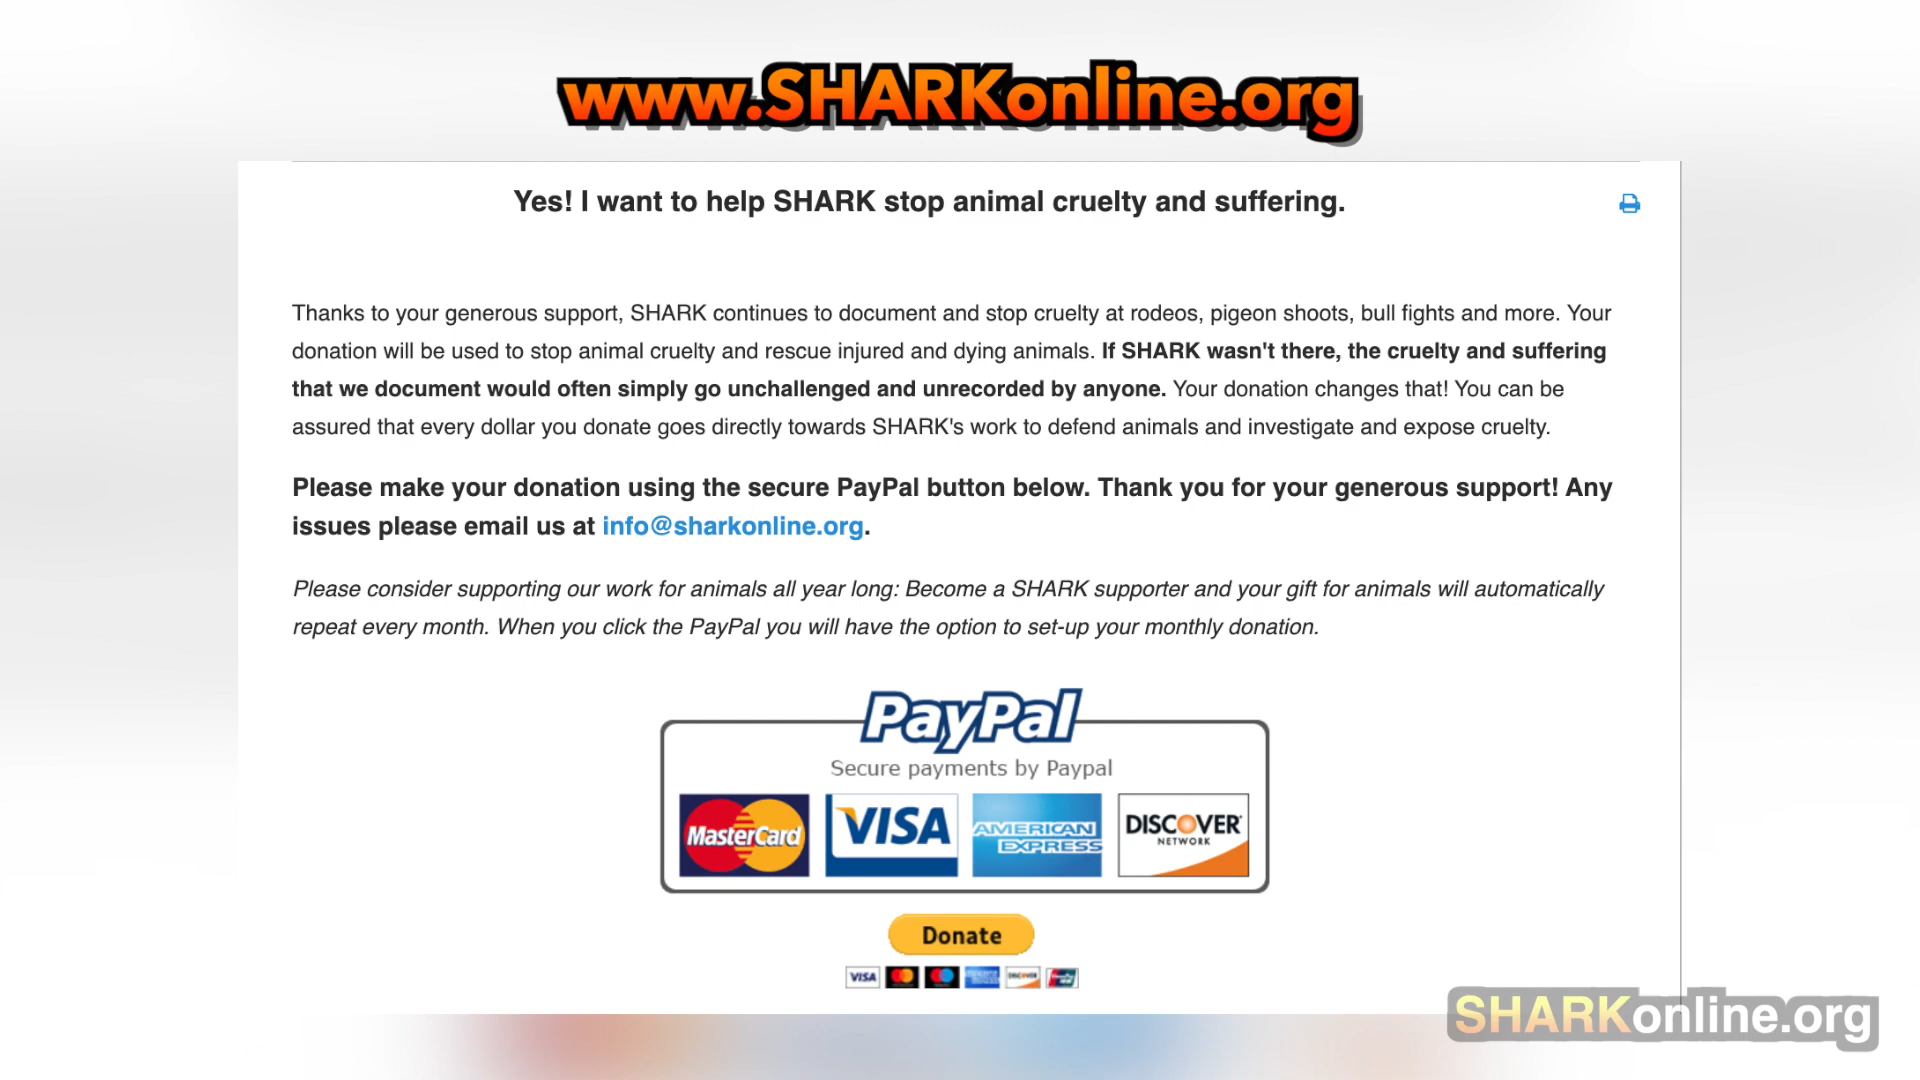 www.SHARKonline.org
Yes! I want to help SHARK stop animal cruelty and suffering.
Thanks to your generous support, SHARK continues to document and stop cruelty at rodeos, pigeon shoots, bull fights and more. Your
donation will be used to stop animal cruelty and rescue injured and dying animals. If SHARK wasn't there, the cruelty and suffering
that we document would often simply go unchallenged and unrecorded by anyone. Your donation changes that! You can be
assured that every dollar you donate goes directly towards SHARK's work to defend animals and investigate and expose cruelty.
Please make your donation using the secure PayPal button below. Thank you for your generous support! Any
issues please email us at info@sharkonline.org.
Please consider supporting our work for animals all year long: Become a SHARK supporter and your gift for animals will automatically
repeat every month. When you click the PayPal you will have the option to set-up your monthly donation.
PayPal
Secure payments by Paypal
MasterCard VISA AMERICAN EXPRESS DISCOVER NETWORK
Donate
VISA DISCOVER
SHARKonline.org